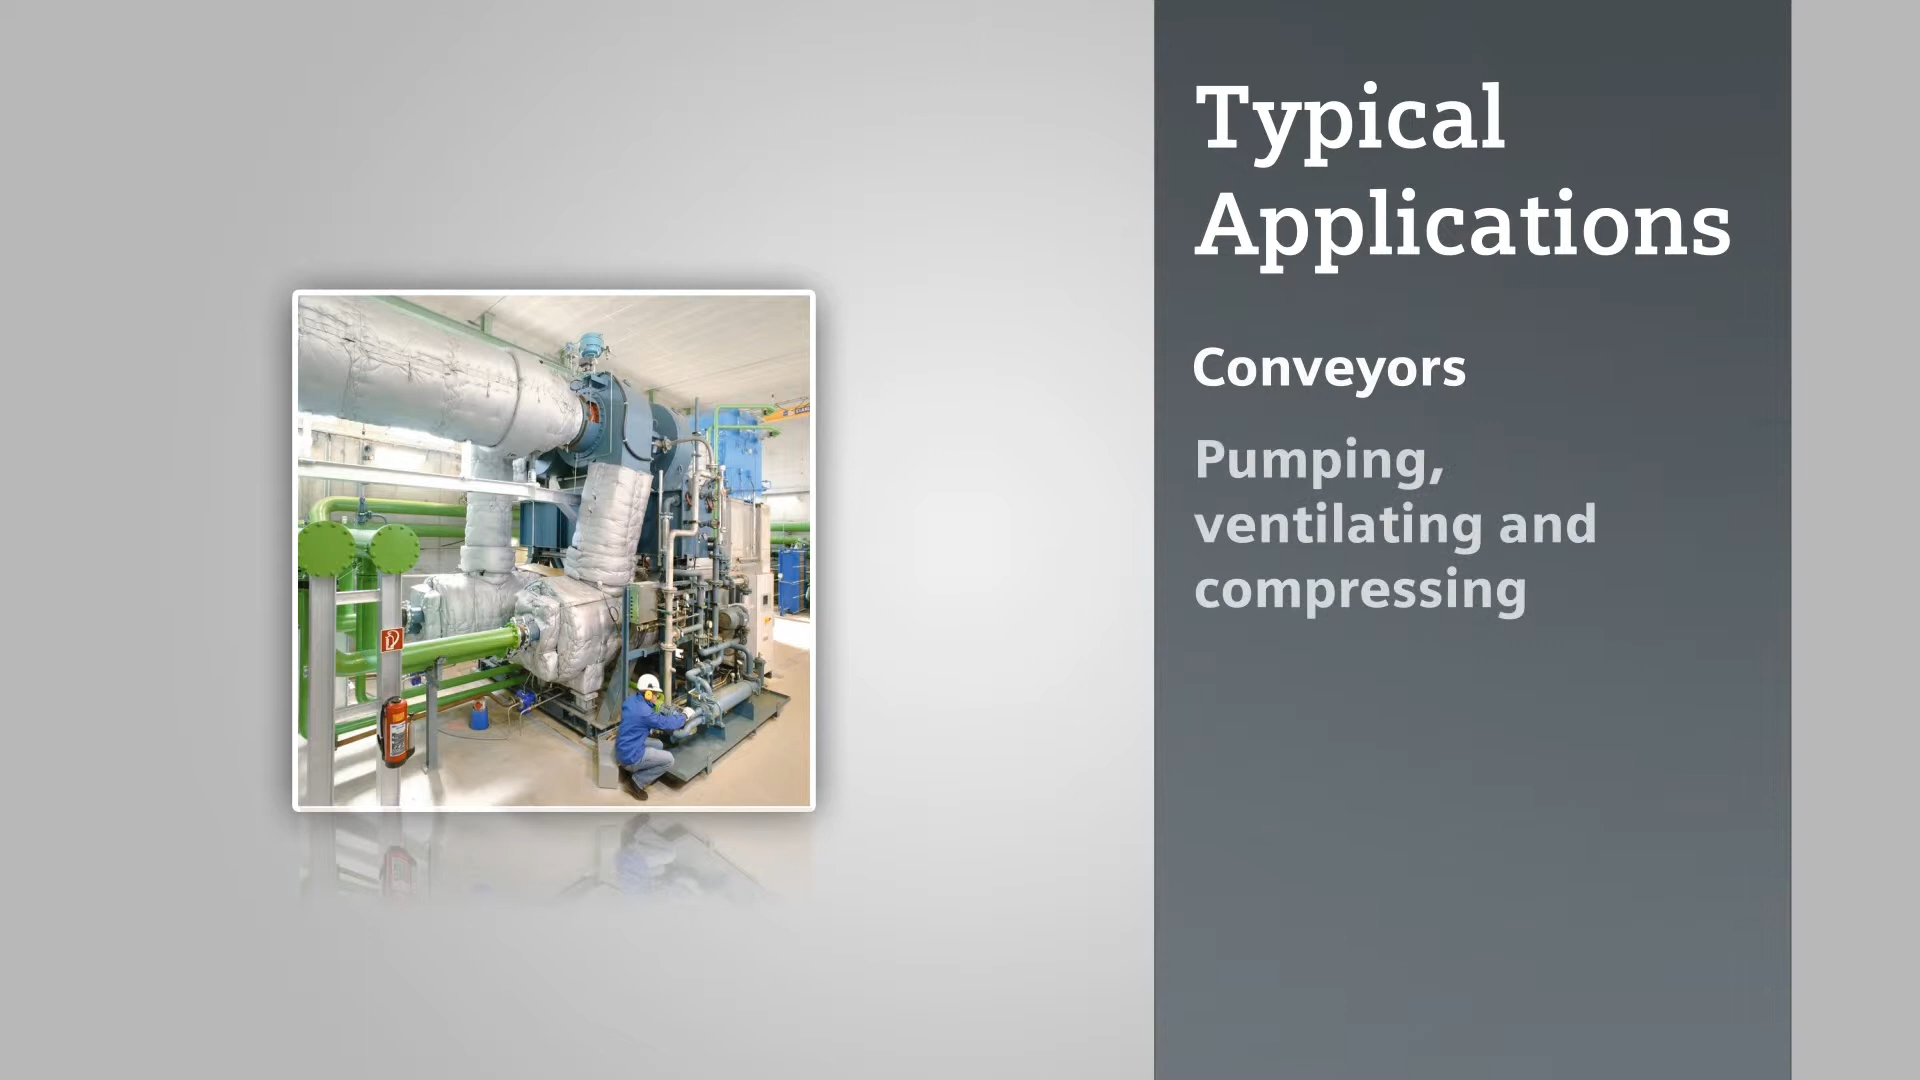 Typical
Applications
Conveyors
Pumping,
ventilating and
compressing